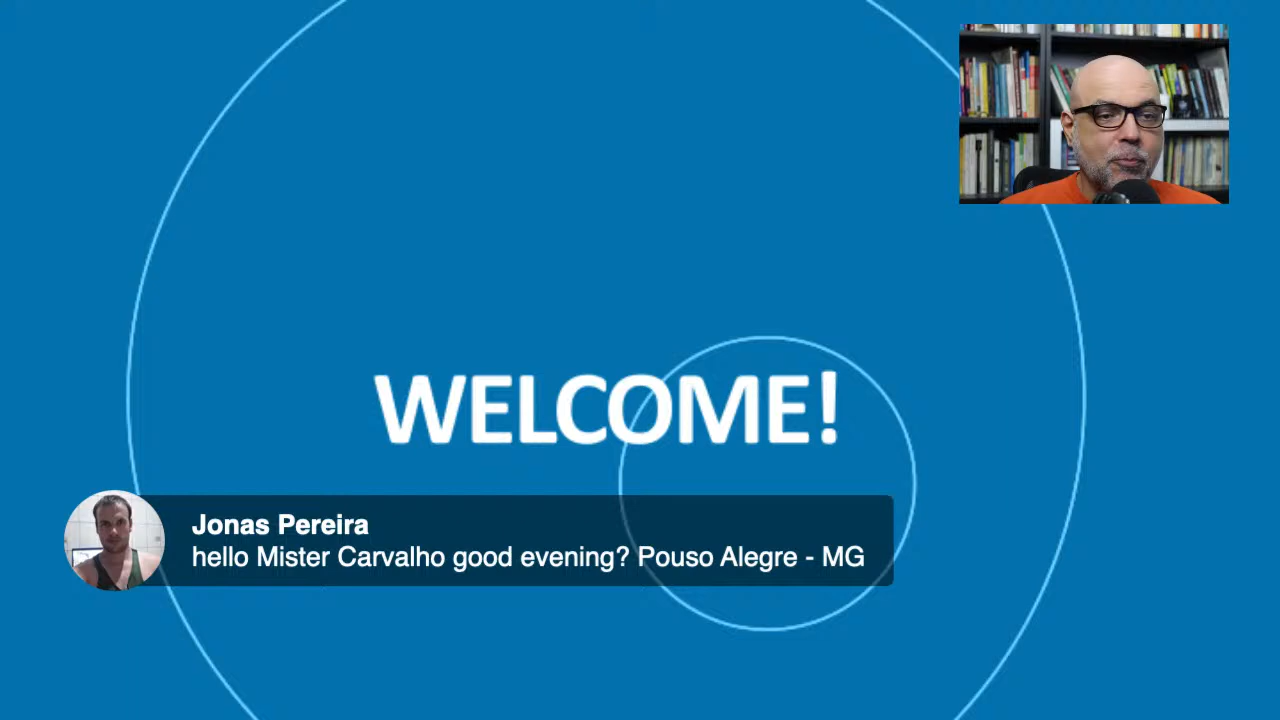 WELCOME!
Jonas Pereira
hello Mister Carvalho good evening? Pouso Alegre - MG